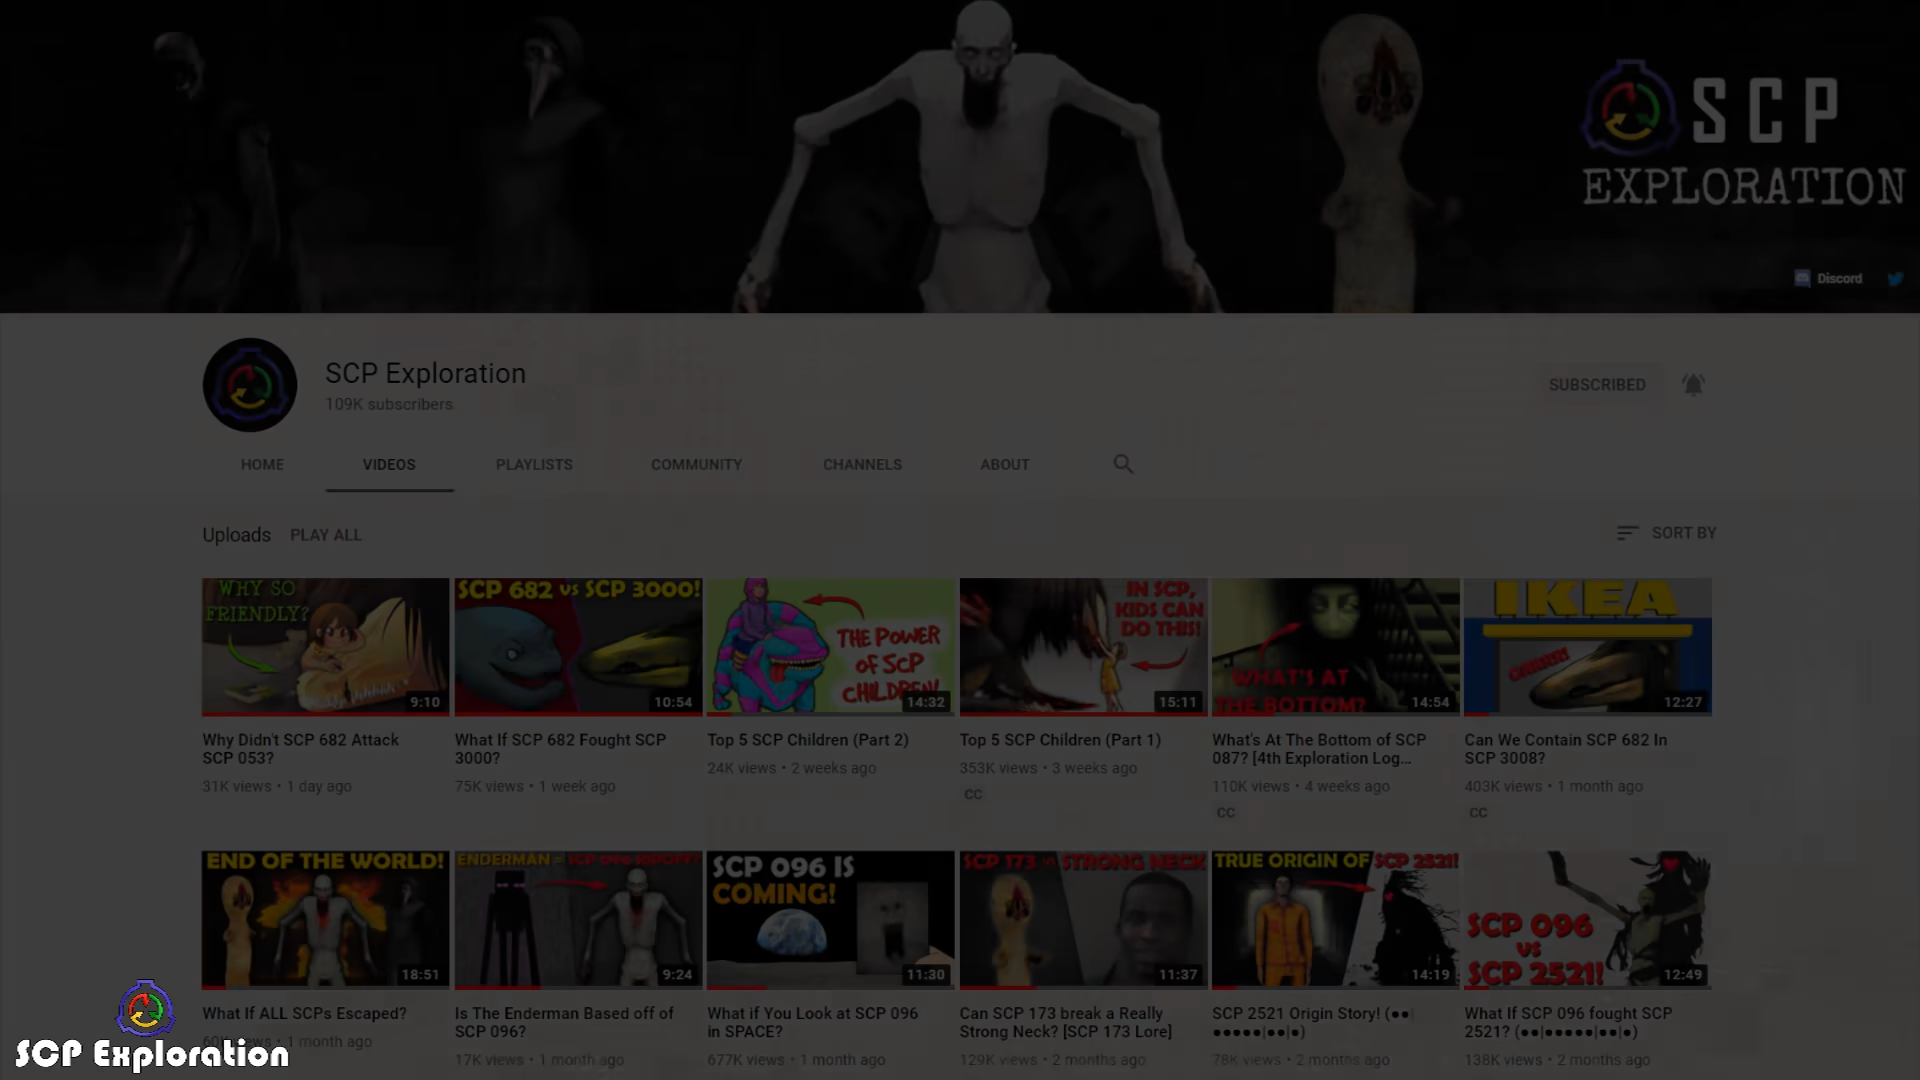 SCP
EXPLORATION
Discord
SCP Exploration
109K subscribers
SUBSCRIBED
HOME VIDEOS PLAYLISTS COMMUNITY CHANNELS ABOUT
Uploads PLAY ALL
SORT BY
WHY SO
FRIENDLY?
9:10
SCP 682 vs SCP 3000!
10:54
THE POWER
OF SCP
CHILDREN!
14:32
IN SCP,
KIDS CAN
DO THIS!
15:11
WHAT'S AT
THE BOTTOM?
14:54
IKEA
12:27
Why Didn't SCP 682 Attack
SCP 053?
31K views • 1 day ago
What If SCP 682 Fought SCP
3000?
75K views • 1 week ago
Top 5 SCP Children (Part 2)
24K views • 2 weeks ago
Top 5 SCP Children (Part 1)
353K views • 3 weeks ago
CC
What's At The Bottom of SCP
087? [4th Exploration Log...
110K views • 4 weeks ago
CC
Can We Contain SCP 682 In
SCP 3008?
403K views • 1 month ago
CC
END OF THE WORLD!
18:51
ENDERMAN = SCP 096 RIPOFF?
9:24
SCP 096 IS
COMING!
11:30
SCP 173 vs STRONG NECK
11:37
TRUE ORIGIN OF SCP 2521!
14:19
SCP 096
vs
SCP 2521!
12:49
What If ALL SCPs Escaped?
1 month ago
Is The Enderman Based off of
SCP 096?
17K views • 1 month ago
What if You Look at SCP 096
in SPACE?
677K views • 1 month ago
Can SCP 173 break a Really
Strong Neck? [SCP 173 Lore]
129K views • 2 months ago
SCP 2521 Origin Story! (●●|
●●●●●|●●|●)
78K views • 2 months ago
What If SCP 096 fought SCP
2521? (●●|●●●●●|●●|●)
138K views • 2 months ago
SCP Exploration